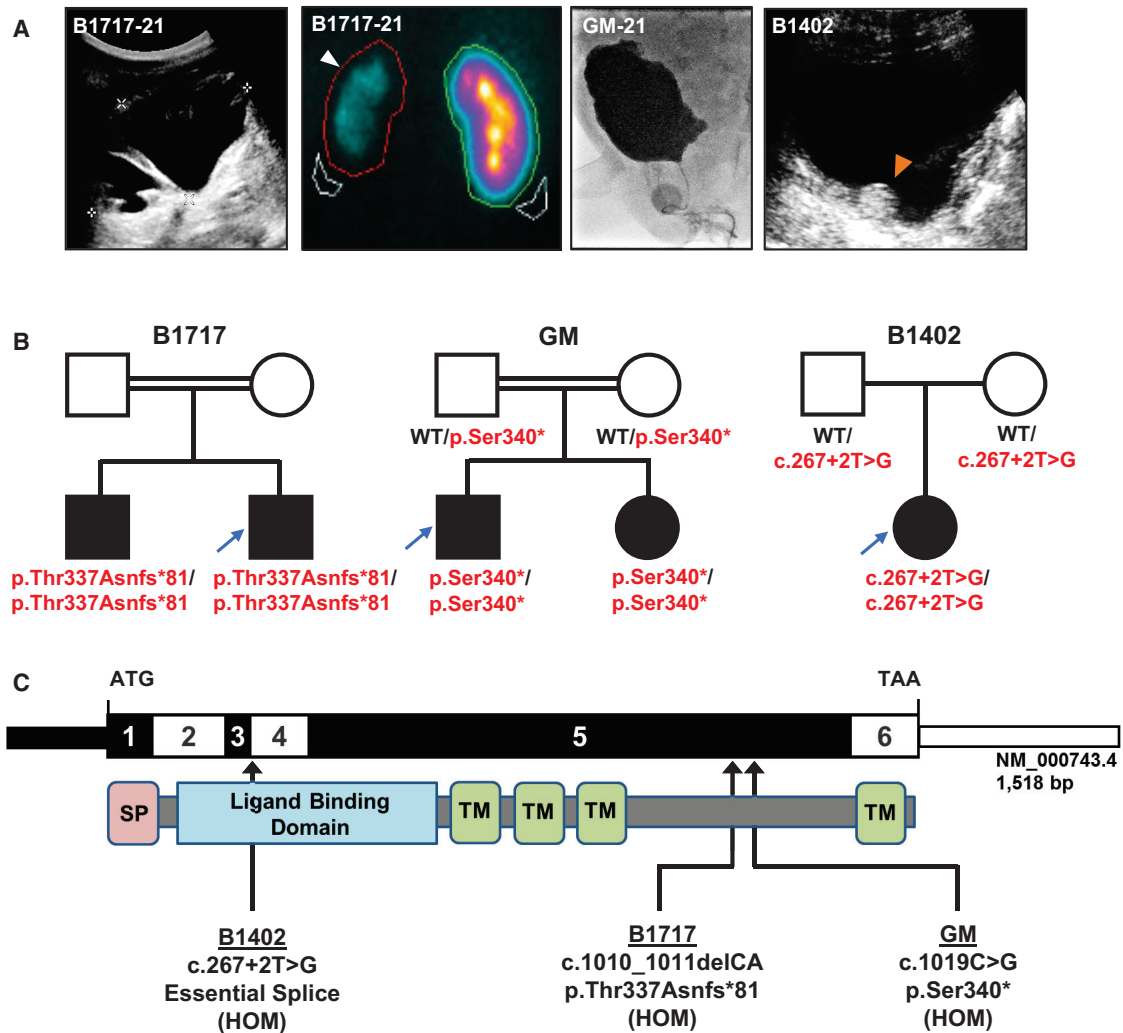 A
B1717-21
B1717-21
GM-21
B1402
B
B1717
GM
B1402
WT/p.Ser340*
WT/p.Ser340*
WT/
c.267+2T>G
WT/
c.267+2T>G
p.Thr337Asnfs*81/
p.Thr337Asnfs*81
p.Thr337Asnfs*81/
p.Thr337Asnfs*81
p.Ser340*/
p.Ser340*
p.Ser340*/
p.Ser340*
c.267+2T>G/
c.267+2T>G
C
ATG
TAA
1 2 3 4 5 6
NM_000743.4
1,518 bp
SP
Ligand Binding
Domain
TM TM TM TM
B1402
c.267+2T>G
Essential Splice
(HOM)
B1717
c.1010_1011delCA
p.Thr337Asnfs*81
(HOM)
GM
c.1019C>G
p.Ser340*
(HOM)